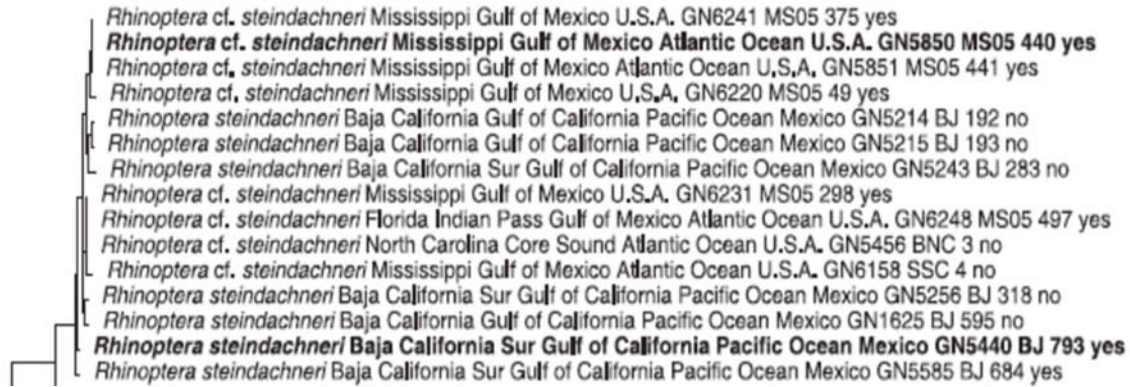 Rhinoptera cf. steindachneri Mississippi Gulf of Mexico U.S.A. GN6241 MS05 375 yes
Rhinoptera cf. steindachneri Mississippi Gulf of Mexico Atlantic Ocean U.S.A. GN5850 MS05 440 yes
Rhinoptera cf. steindachneri Mississippi Gulf of Mexico Atlantic Ocean U.S.A. GN5851 MS05 441 yes
Rhinoptera cf. steindachneri Mississippi Gulf of Mexico U.S.A. GN6220 MS05 49 yes
Rhinoptera steindachneri Baja California Gulf of California Pacific Ocean Mexico GN5214 BJ 192 no
Rhinoptera steindachneri Baja California Gulf of California Pacific Ocean Mexico GN5215 BJ 193 no
Rhinoptera steindachneri Baja California Sur Gulf of California Pacific Ocean Mexico GN5243 BJ 283 no
Rhinoptera cf. steindachneri Mississippi Gulf of Mexico U.S.A. GN6231 MS05 298 yes
Rhinoptera cf. steindachneri Florida Indian Pass Gulf of Mexico Atlantic Ocean U.S.A. GN6248 MS05 497 yes
Rhinoptera cf. steindachneri North Carolina Core Sound Atlantic Ocean U.S.A. GN5456 BNC 3 no
Rhinoptera cf. steindachneri Mississippi Gulf of Mexico Atlantic Ocean U.S.A. GN6158 SSC 4 no
Rhinoptera steindachneri Baja California Sur Gulf of California Pacific Ocean Mexico GN5256 BJ 318 no
Rhinoptera steindachneri Baja California Gulf of California Pacific Ocean Mexico GN1625 BJ 595 no
Rhinoptera steindachneri Baja California Sur Gulf of California Pacific Ocean Mexico GN5440 BJ 793 yes
Rhinoptera steindachneri Baja California Sur Gulf of California Pacific Ocean Mexico GN5585 BJ 684 yes